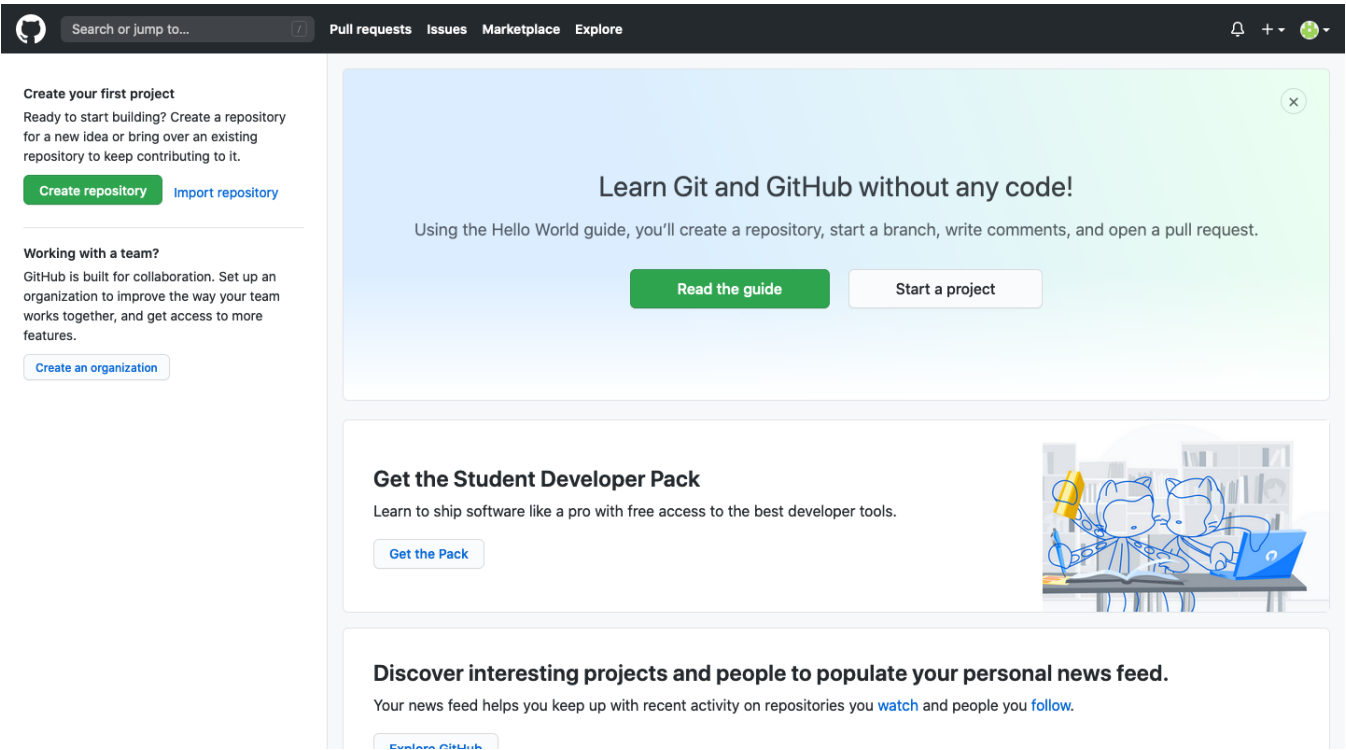 Search or jump to... /
Pull requests Issues Marketplace Explore
Create your first project
Ready to start building? Create a repository
for a new idea or bring over an existing
repository to keep contributing to it.
Create repository Import repository
Working with a team?
GitHub is built for collaboration. Set up an
organization to improve the way your team
works together, and get access to more
features.
Create an organization
Learn Git and GitHub without any code!
Using the Hello World guide, you’ll create a repository, start a branch, write comments, and open a pull request.
Read the guide Start a project
Get the Student Developer Pack
Learn to ship software like a pro with free access to the best developer tools.
Get the Pack
Discover interesting projects and people to populate your personal news feed.
Your news feed helps you keep up with recent activity on repositories you watch and people you follow.
Explore GitHub